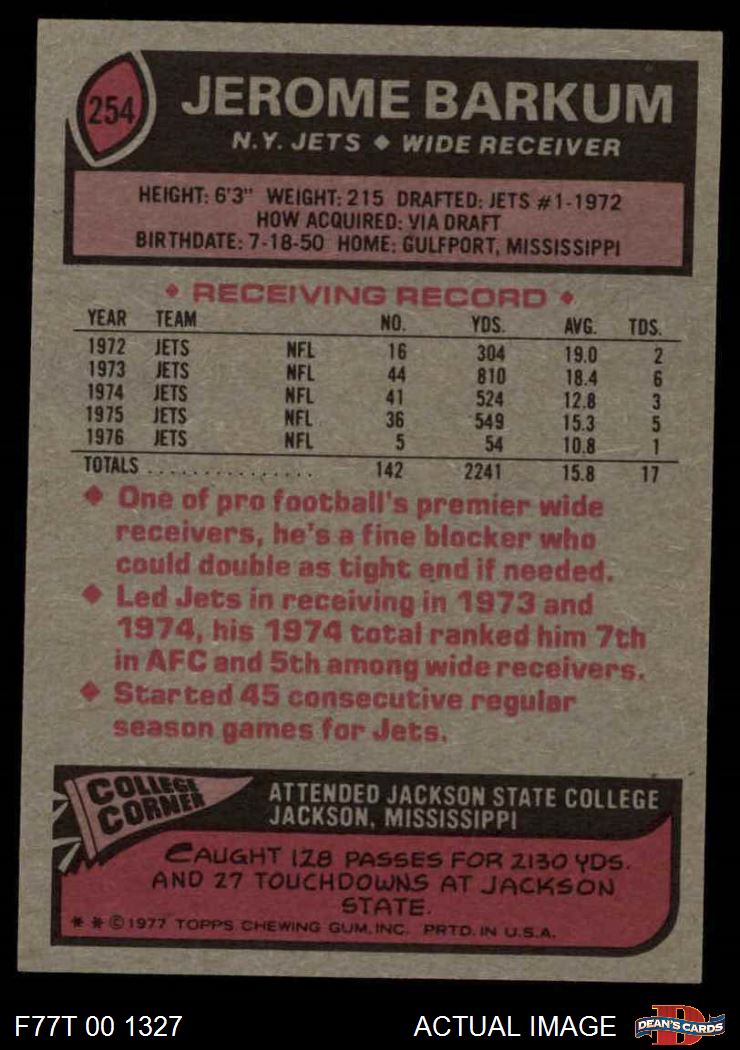 254
JEROME BARKUM
N.Y. JETS ♦ WIDE RECEIVER
HEIGHT: 6'3" WEIGHT: 215 DRAFTED: JETS #1-1972
HOW ACQUIRED: VIA DRAFT
BIRTHDATE: 7-18-50 HOME: GULFPORT, MISSISSIPPI
♦ RECEIVING RECORD ♦
YEAR TEAM NO. YDS. AVG. TDS.
1972 JETS NFL 16 304 19.0 2
1973 JETS NFL 44 810 18.4 6
1974 JETS NFL 41 524 12.8 3
1975 JETS NFL 36 549 15.3 5
1976 JETS NFL 5 54 10.8 1
TOTALS . . . . . . . . . . . . . . . 142 2241 15.8 17
♦ One of pro football's premier wide
receivers, he's a fine blocker who
could double as tight end if needed.
♦ Led Jets in receiving in 1973 and
1974, his 1974 total ranked him 7th
in AFC and 5th among wide receivers.
♦ Started 45 consecutive regular
season games for Jets.
COLLEGE
CORNER
ATTENDED JACKSON STATE COLLEGE
JACKSON, MISSISSIPPI
CAUGHT 128 PASSES FOR 2130 YDS.
AND 27 TOUCHDOWNS AT JACKSON
STATE.
* * © 1977 TOPPS CHEWING GUM, INC. PRTD. IN U.S.A.
F77T 00 1327
ACTUAL IMAGE
D
DEAN'S CARDS